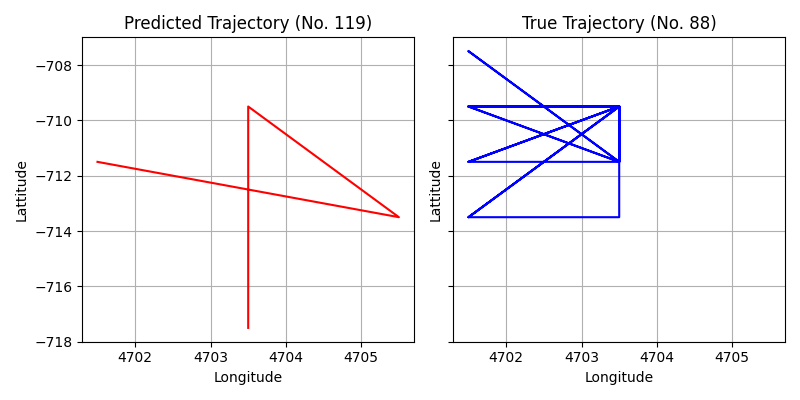 Predicted Trajectory (No. 119)
True Trajectory (No. 88)
−708
−710
−712
−714
−716
−718
Lattitude
Lattitude
4702
4703
4704
4705
4702
4703
4704
4705
Longitude
Longitude